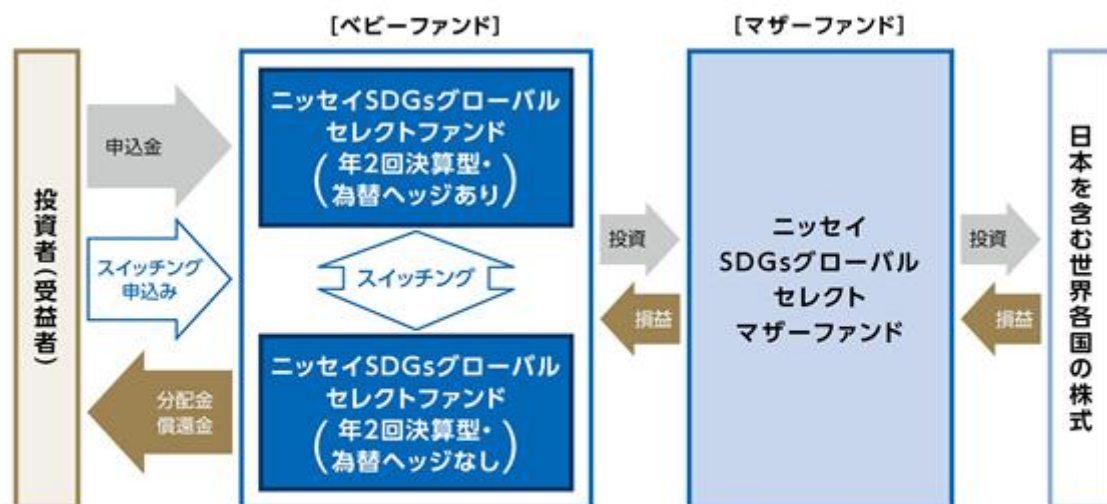 [ベビーファンド]
[マザーファンド]
投資者(受益者)
申込金
スイッチング
申込み
分配金
償還金
ニッセイSDGsグローバル
セレクトファンド
(年2回決算型・
為替ヘッジあり)
スイッチング
ニッセイSDGsグローバル
セレクトファンド
(年2回決算型・
為替ヘッジなし)
投資
損益
ニッセイ
SDGsグローバル
セレクト
マザーファンド
投資
損益
日本を含む世界各国の株式